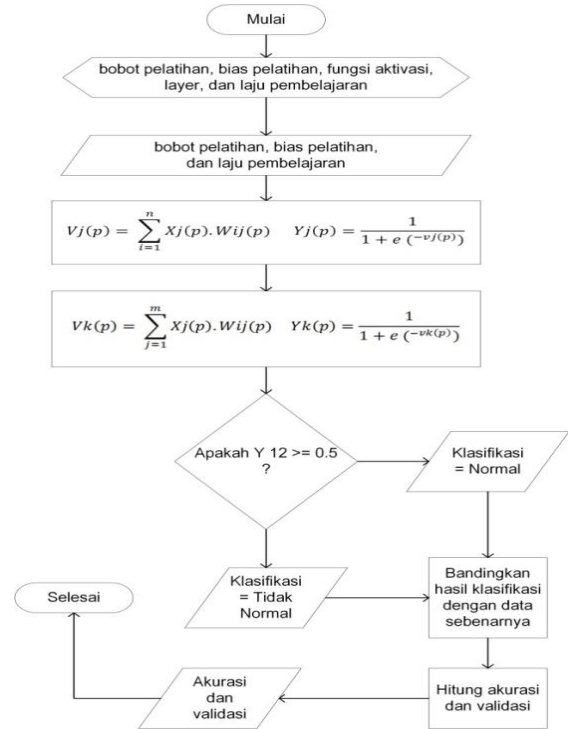 Mulai
bobot pelatihan, bias pelatihan, fungsi aktivasi,
layer, dan laju pembelajaran
bobot pelatihan, bias pelatihan,
dan laju pembelajaran
Vj(p) = ∑_{i=1}^{n} Xj(p).Wij(p) Yj(p) = 1 / (1 + e (^{-vj(p)}))
Vk(p) = ∑_{j=1}^{m} Xj(p).Wij(p) Yk(p) = 1 / (1 + e (^{-vk(p)}))
Apakah Y 12 >= 0.5
?
Klasifikasi
= Normal
Klasifikasi
= Tidak
Normal
Bandingkan
hasil klasifikasi
dengan data
sebenarnya
Hitung akurasi
dan validasi
Akurasi
dan
validasi
Selesai